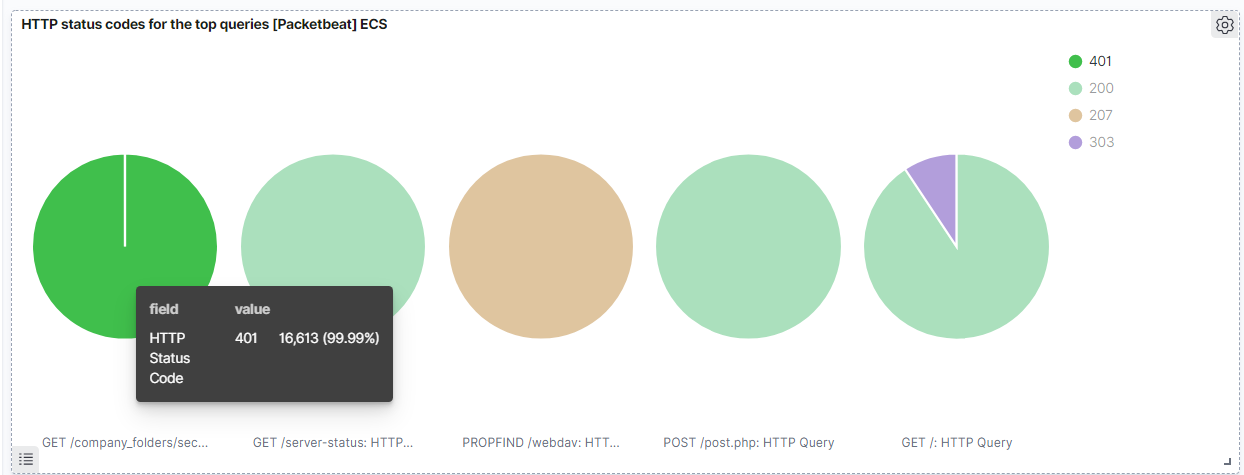 HTTP status codes for the top queries [Packetbeat] ECS
401
200
207
303
field value
HTTP Status Code 401 16,613 (99.99%)
GET /company_folders/sec...
GET /server-status: HTTP...
PROPFIND /webdav: HTT...
POST /post.php: HTTP Query
GET /: HTTP Query